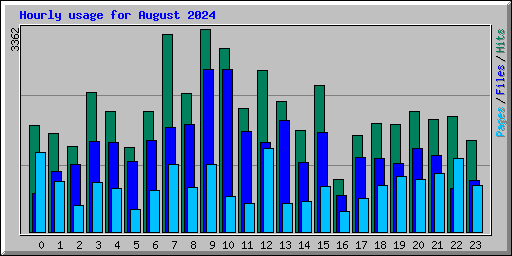 Hourly usage for August 2024
3362
Pages / Files / Hits
0 1 2 3 4 5 6 7 8 9 10 11 12 13 14 15 16 17 18 19 20 21 22 23